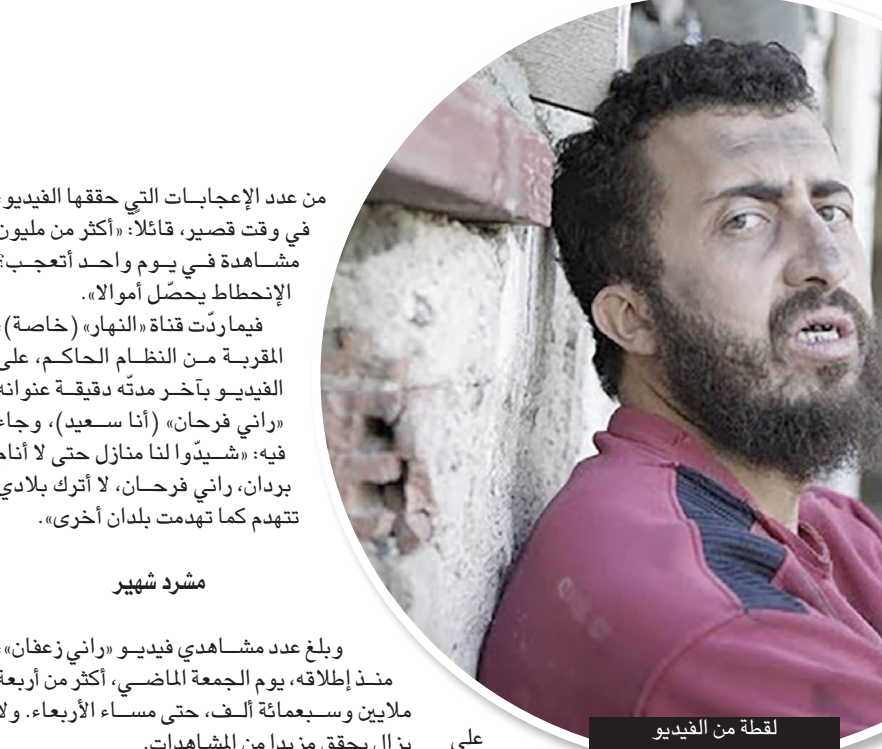 من عدد الإعجابات التي حققها الفيديو،
في وقت قصير، قائلاً: «أكثر من مليون
مشاهدة في يوم واحد أتعجب؟
الإنحطاط يحصّل أموالا».
فيما ردّت قناة «النهار» (خاصة)،
المقربة من النظام الحاكم، على
الفيديو بآخر مدتّه دقيقة عنوانه
«راني فرحان» (أنا سعيد)، وجاء
فيه: «شيدّوا لنا منازل حتى لا أنام
بردان، راني فرحان، لا أترك بلادي
تتهدم كما تهدمت بلدان أخرى».
مشرد شهير
وبلغ عدد مشاهدي فيديو «راني زعفان»،
منذ إطلاقه، يوم الجمعة الماضي، أكثر من أربعة
ملايين وسبعمائة ألف، حتى مساء الأربعاء. ولا
يزال يحقق مزيدا من المشاهدات.
على
لقطة من الفيديو